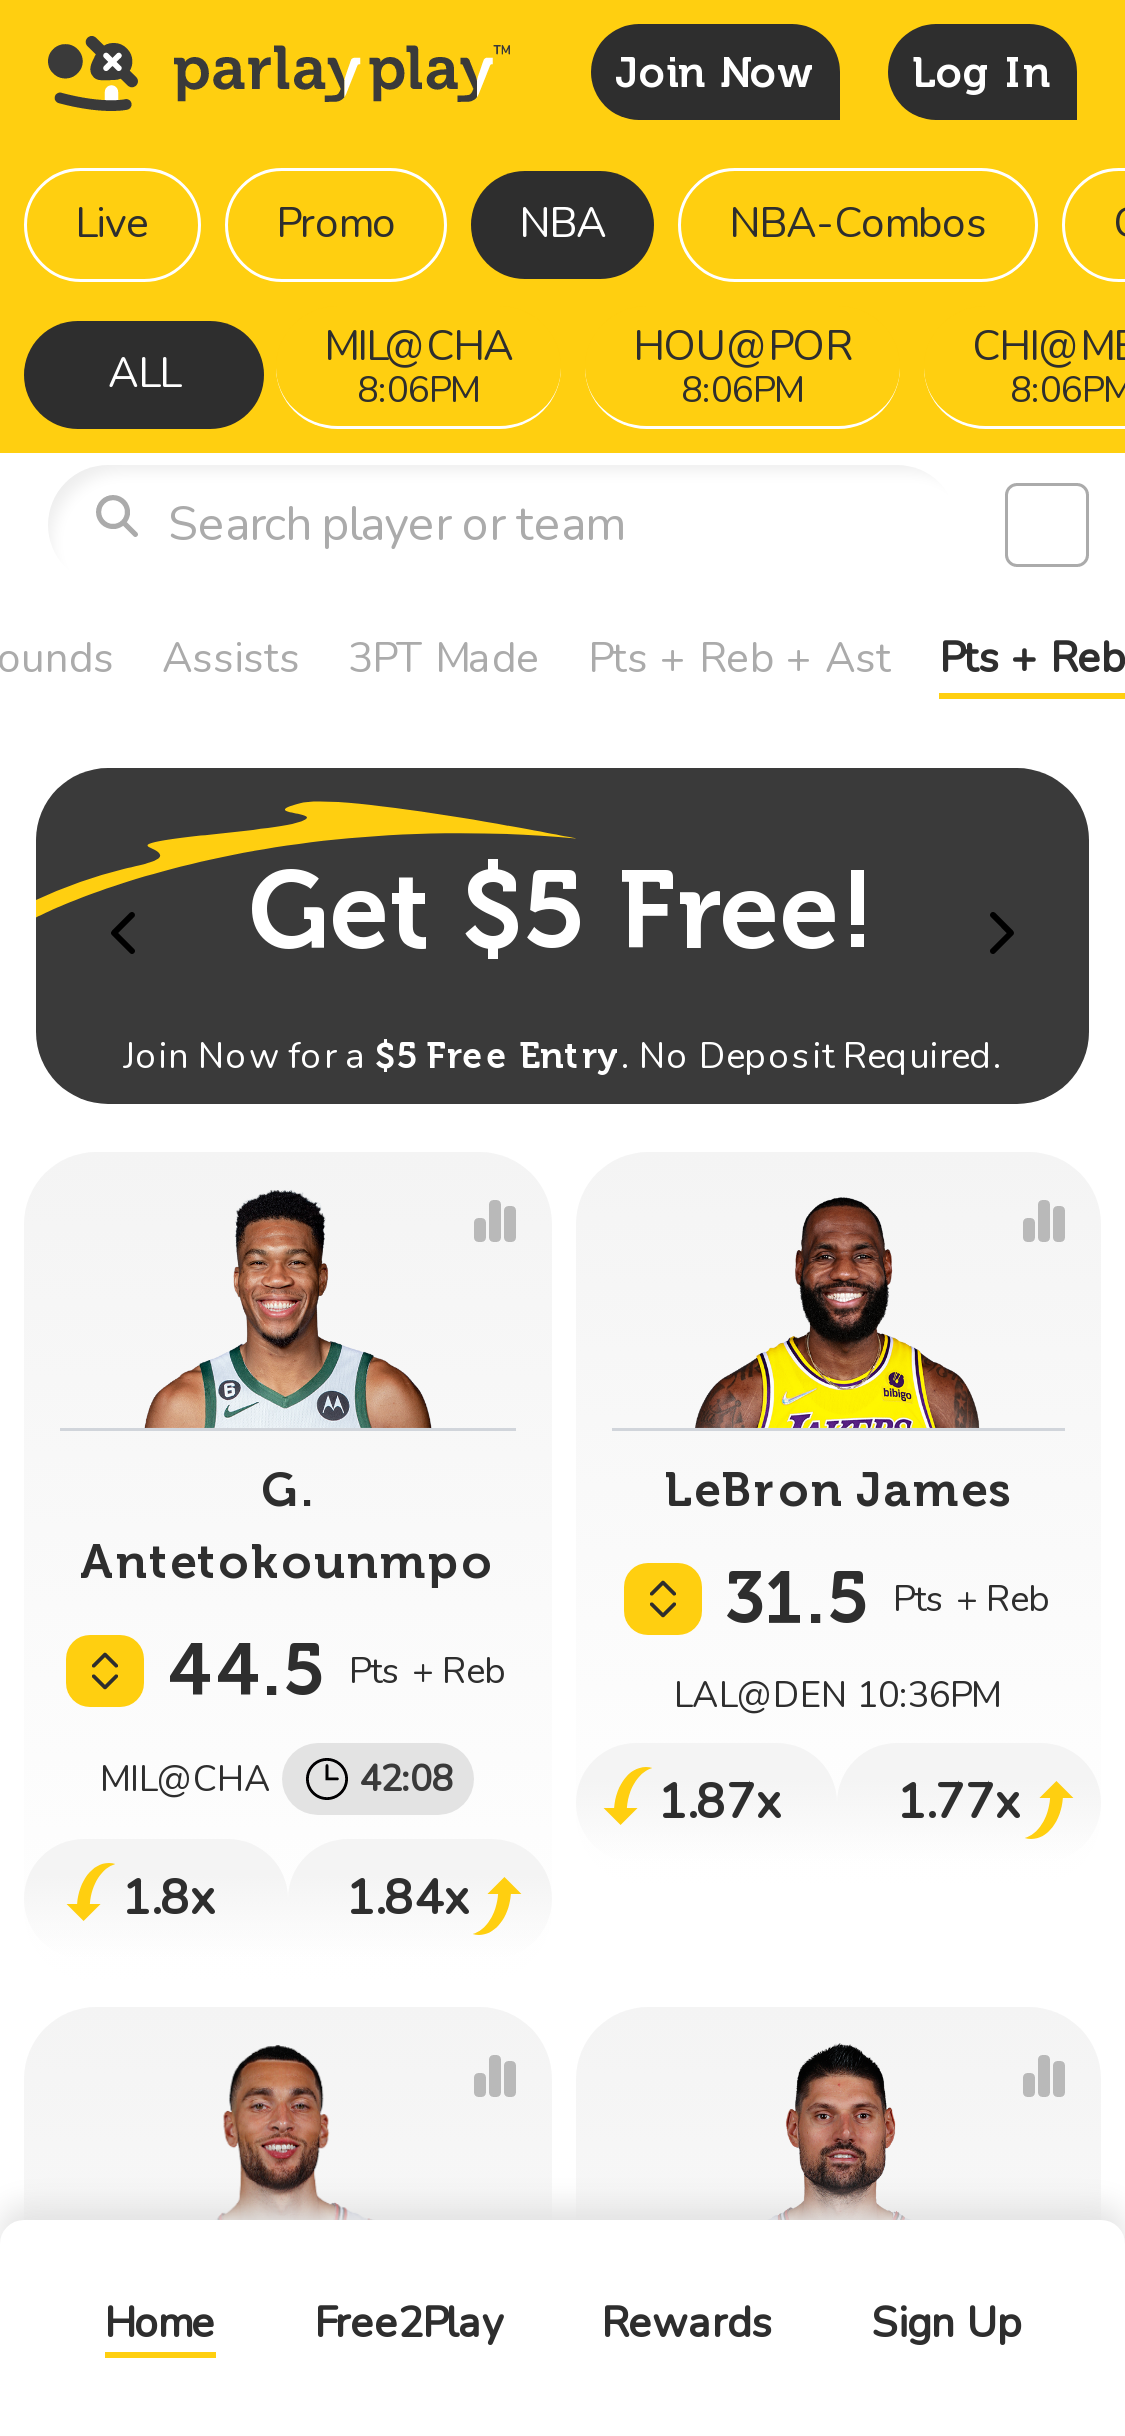 parlayplay™ Join Now Log In
Live Promo NBA NBA-Combos
ALL MIL@CHA HOU@POR CHI@ME
8:06PM 8:06PM 8:06PM
Search player or team
ounds Assists 3PT Made Pts + Reb + Ast Pts + Reb
Get $5 Free!
Join Now for a $5 Free Entry. No Deposit Required.
6
bibigo
LAKERS
G.
Antetokounmpo
44.5 Pts + Reb
MIL@CHA 42:08
1.8x 1.84x
LeBron James
31.5 Pts + Reb
LAL@DEN 10:36PM
1.87x 1.77x
Home Free2Play Rewards Sign Up